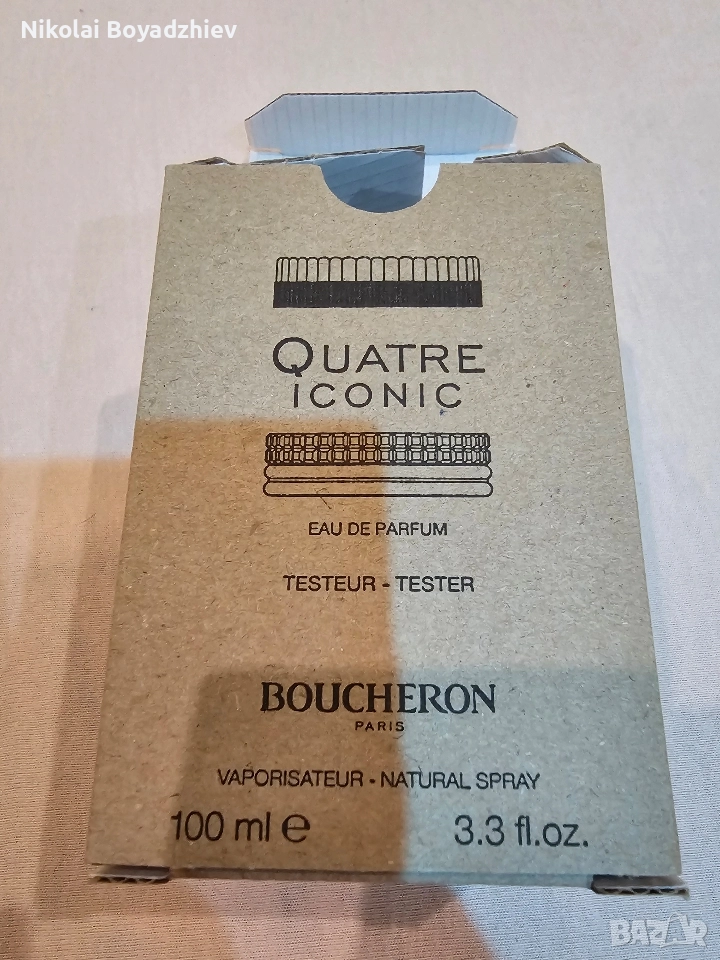 Nikolai Boyadzhiev
QUATRE
ICONIC
EAU DE PARFUM
TESTEUR - TESTER
BOUCHERON
PARIS
VAPORISATEUR - NATURAL SPRAY
100 ml ℮ 3.3 fl.oz.
BAZAR